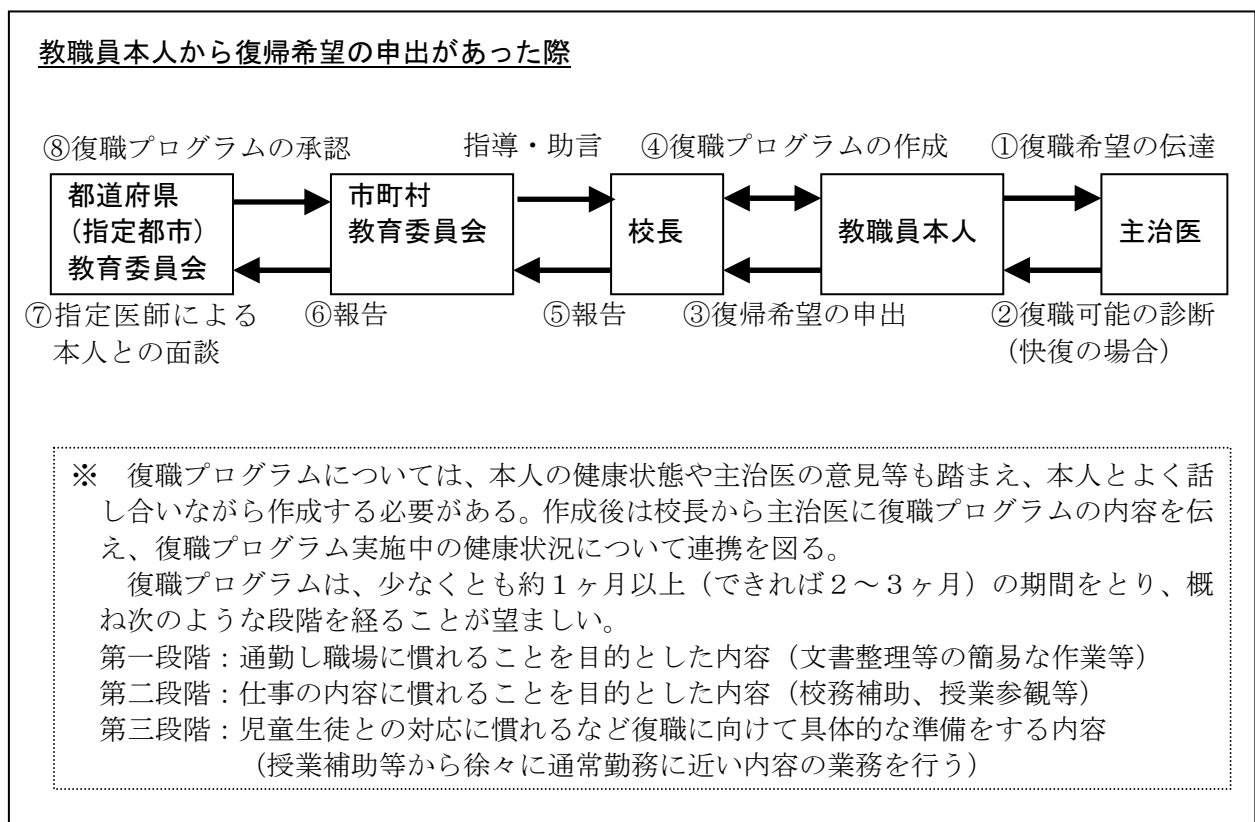 教職員本人から復帰希望の申出があった際
⑧復職プログラムの承認
指導・助言
④復職プログラムの作成
①復職希望の伝達
都道府県
(指定都市)
教育委員会
市町村
教育委員会
校長
教職員本人
主治医
⑦指定医師による
本人との面談
⑥報告
⑤報告
③復帰希望の申出
②復職可能の診断
(快復の場合)
※　復職プログラムについては、本人の健康状態や主治医の意見等も踏まえ、本人とよく話
し合いながら作成する必要がある。作成後は校長から主治医に復職プログラムの内容を伝
え、復職プログラム実施中の健康状況について連携を図る。
復職プログラムは、少なくとも約１ヶ月以上（できれば２～３ヶ月）の期間をとり、概
ね次のような段階を経ることが望ましい。
第一段階：通勤し職場に慣れることを目的とした内容（文書整理等の簡易な作業等）
第二段階：仕事の内容に慣れることを目的とした内容（校務補助、授業参観等）
第三段階：児童生徒との対応に慣れるなど復職に向けて具体的な準備をする内容
（授業補助等から徐々に通常勤務に近い内容の業務を行う）